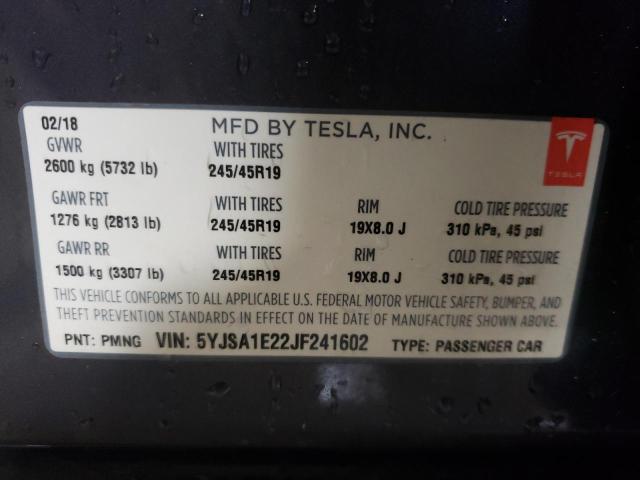 02/18 MFD BY TESLA, INC.
GVWR WITH TIRES
2600 kg (5732 lb) 245/45R19
TESLA
GAWR FRT WITH TIRES RIM COLD TIRE PRESSURE
1276 kg (2813 lb) 245/45R19 19X8.0 J 310 kPa, 45 psi
GAWR RR WITH TIRES RIM COLD TIRE PRESSURE
1500 kg (3307 lb) 245/45R19 19X8.0 J 310 kPa, 45 psi
THIS VEHICLE CONFORMS TO ALL APPLICABLE U.S. FEDERAL MOTOR VEHICLE SAFETY, BUMPER, AND
THEFT PREVENTION STANDARDS IN EFFECT ON THE DATE OF MANUFACTURE SHOWN ABOVE.
PNT: PMNG VIN: 5YJSA1E22JF241602 TYPE: PASSENGER CAR